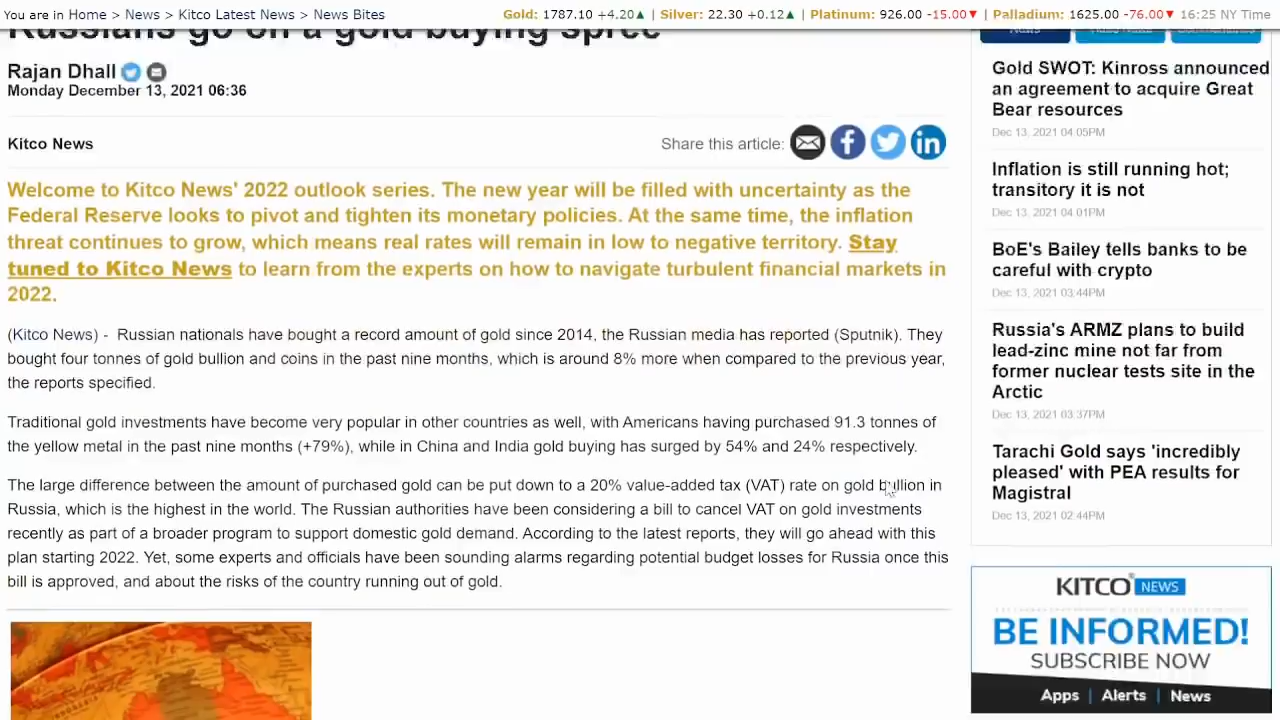 You are in Home > News > Kitco Latest News > News Bites
Gold: 1787.10 +4.20▲ | Silver: 22.30 +0.12▲ | Platinum: 926.00 -15.00▼ | Palladium: 1625.00 -76.00▼ 16:25 NY Time
Russians go on a gold buying spree
Rajan Dhall
Monday December 13, 2021 06:36
Kitco News
Share this article:
Welcome to Kitco News' 2022 outlook series. The new year will be filled with uncertainty as the
Federal Reserve looks to pivot and tighten its monetary policies. At the same time, the inflation
threat continues to grow, which means real rates will remain in low to negative territory. Stay
tuned to Kitco News to learn from the experts on how to navigate turbulent financial markets in
2022.
(Kitco News) - Russian nationals have bought a record amount of gold since 2014, the Russian media has reported (Sputnik). They
bought four tonnes of gold bullion and coins in the past nine months, which is around 8% more when compared to the previous year,
the reports specified.
Traditional gold investments have become very popular in other countries as well, with Americans having purchased 91.3 tonnes of
the yellow metal in the past nine months (+79%), while in China and India gold buying has surged by 54% and 24% respectively.
The large difference between the amount of purchased gold can be put down to a 20% value-added tax (VAT) rate on gold bullion in
Russia, which is the highest in the world. The Russian authorities have been considering a bill to cancel VAT on gold investments
recently as part of a broader program to support domestic gold demand. According to the latest reports, they will go ahead with this
plan starting 2022. Yet, some experts and officials have been sounding alarms regarding potential budget losses for Russia once this
bill is approved, and about the risks of the country running out of gold.
Gold SWOT: Kinross announced
an agreement to acquire Great
Bear resources
Dec 13, 2021 04:05PM
Inflation is still running hot;
transitory it is not
Dec 13, 2021 04:01PM
BoE's Bailey tells banks to be
careful with crypto
Dec 13, 2021 03:44PM
Russia's ARMZ plans to build
lead-zinc mine not far from
former nuclear tests site in the
Arctic
Dec 13, 2021 03:37PM
Tarachi Gold says 'incredibly
pleased' with PEA results for
Magistral
Dec 13, 2021 02:44PM
KITCO NEWS
BE INFORMED!
SUBSCRIBE NOW
Apps | Alerts | News